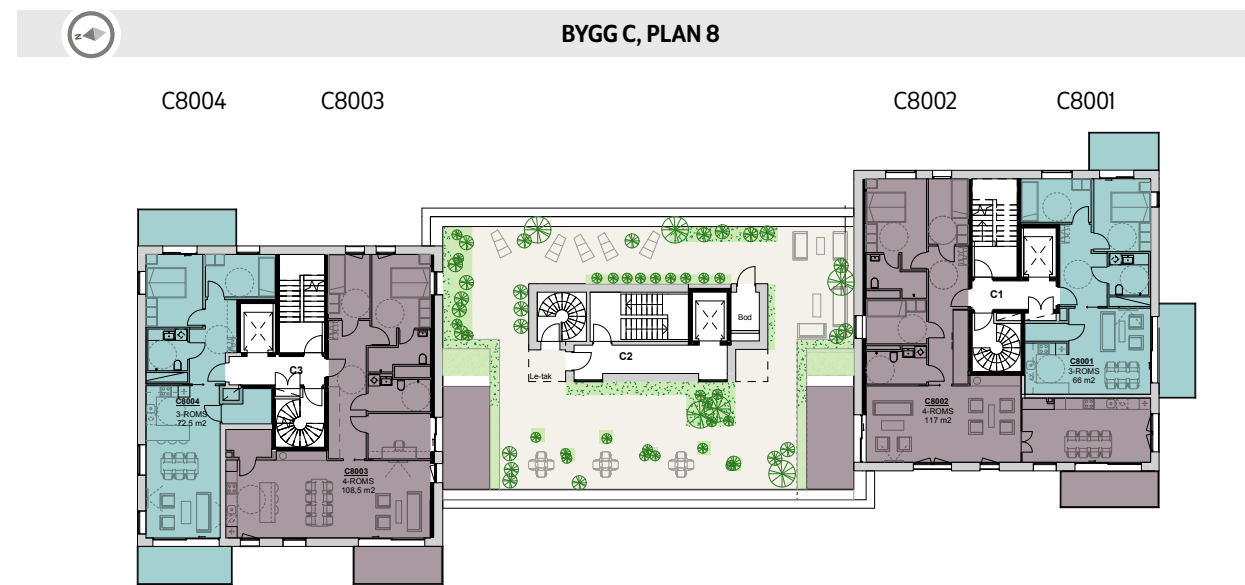 N
BYGG C, PLAN 8
C8004
C8003
C8002
C8001
C1
Bod
C2
Le-tak
C3
C8001
3-ROMS
66 m2
C8004
3-ROMS
72,5 m2
C8002
4-ROMS
117 m2
C8003
4-ROMS
108,5 m2